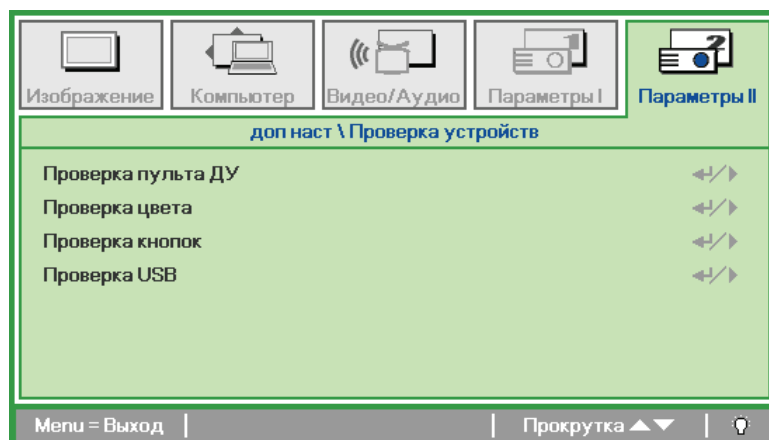 Изображение
Компьютер
Видео/Аудио
Параметры I
Параметры II
доп наст \ Проверка устройств
Проверка пульта ДУ
Проверка цвета
Проверка кнопок
Проверка USB
Menu = Выход
Прокрутка ▲▼